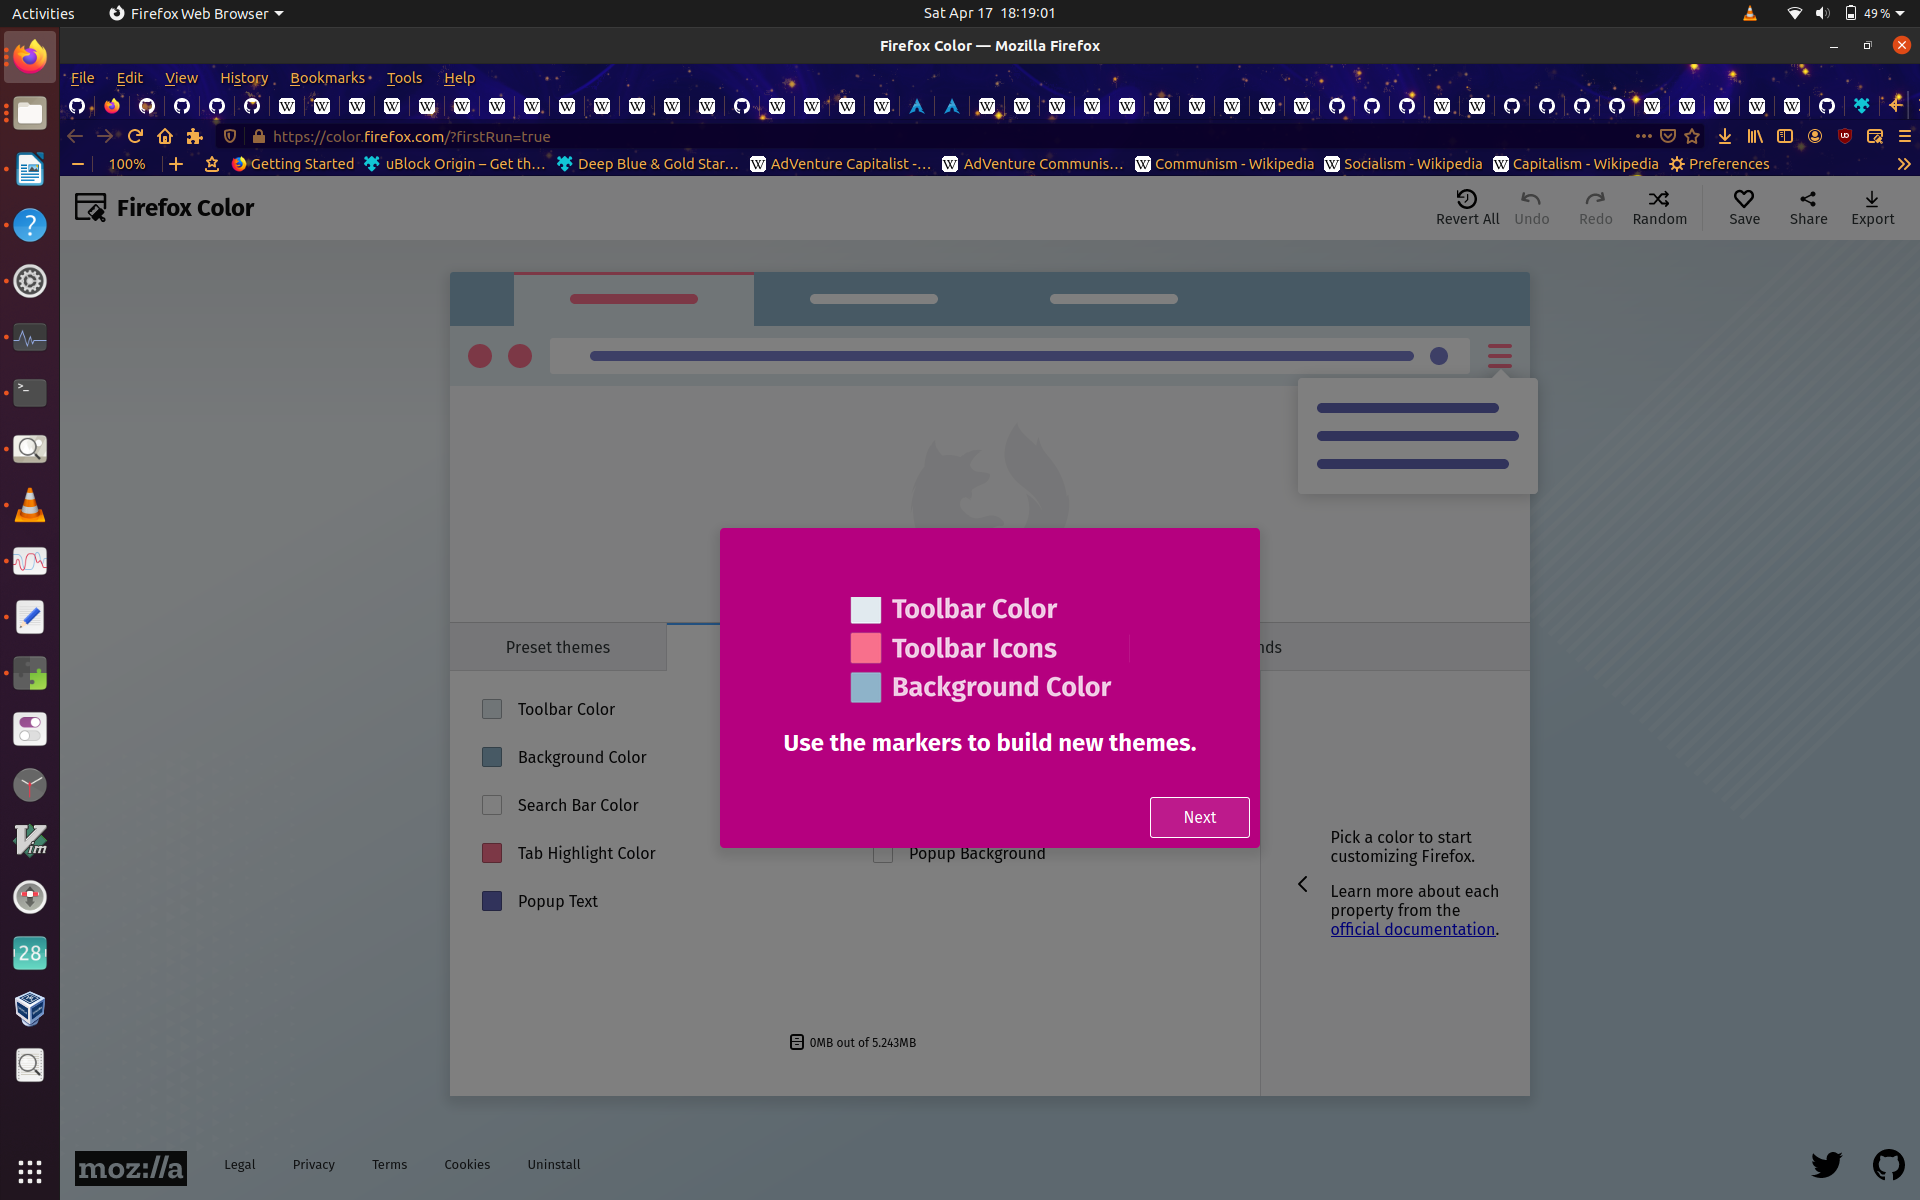 Activities
Firefox Web Browser
Sat Apr 17 18:19:01
49 %
Firefox Color — Mozilla Firefox
File Edit View History Bookmarks Tools Help
https://color.firefox.com/?firstRun=true
100%
Getting Started
uBlock Origin – Get th…
Deep Blue & Gold Star…
AdVenture Capitalist -…
AdVenture Communis…
Communism - Wikipedia
Socialism - Wikipedia
Capitalism - Wikipedia
Preferences
Firefox Color
Revert All
Undo
Redo
Random
Save
Share
Export
Preset themes
nds
Toolbar Color
Toolbar Icons
Background Color
Use the markers to build new themes.
Next
Toolbar Color
Background Color
Search Bar Color
Tab Highlight Color
Popup Background
Popup Text
Pick a color to start
customizing Firefox.
Learn more about each
property from the
official documentation.
0MB out of 5.243MB
28
moz://a
Legal
Privacy
Terms
Cookies
Uninstall